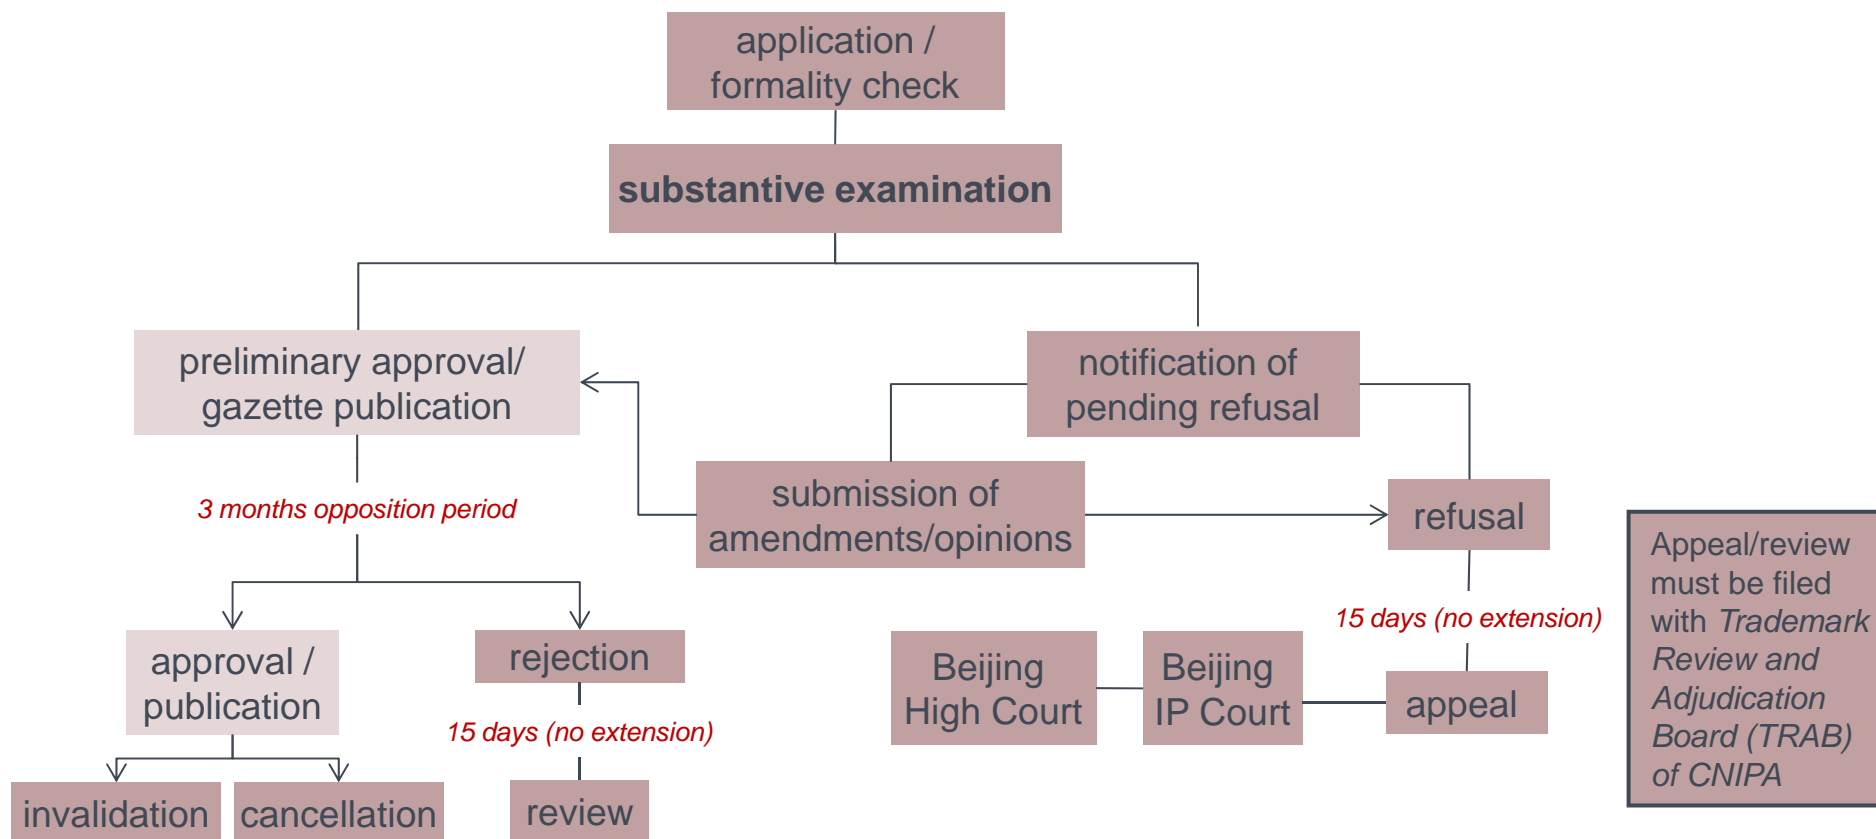 application /
formality check
substantive examination
preliminary approval/
gazette publication
notification of
pending refusal
3 months opposition period
submission of
amendments/opinions
refusal
15 days (no extension)
approval /
publication
rejection
15 days (no extension)
Beijing
High Court
Beijing
IP Court
appeal
invalidation
cancellation
review
Appeal/review
must be filed
with Trademark
Review and
Adjudication
Board (TRAB)
of CNIPA